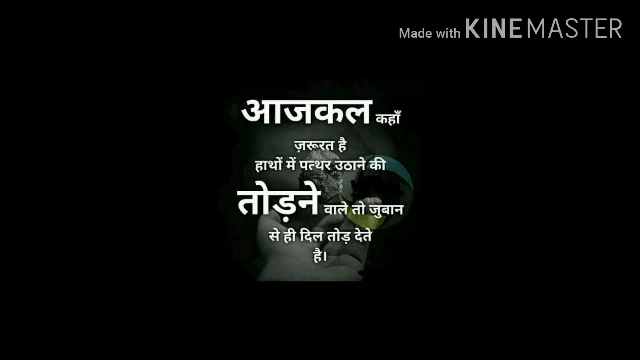 Made with KINEMASTER
आजकल कहाँ
ज़रूरत है
हाथों में पत्थर उठाने की
तोड़ने वाले तो जुबान
से ही दिल तोड़ देते
है।